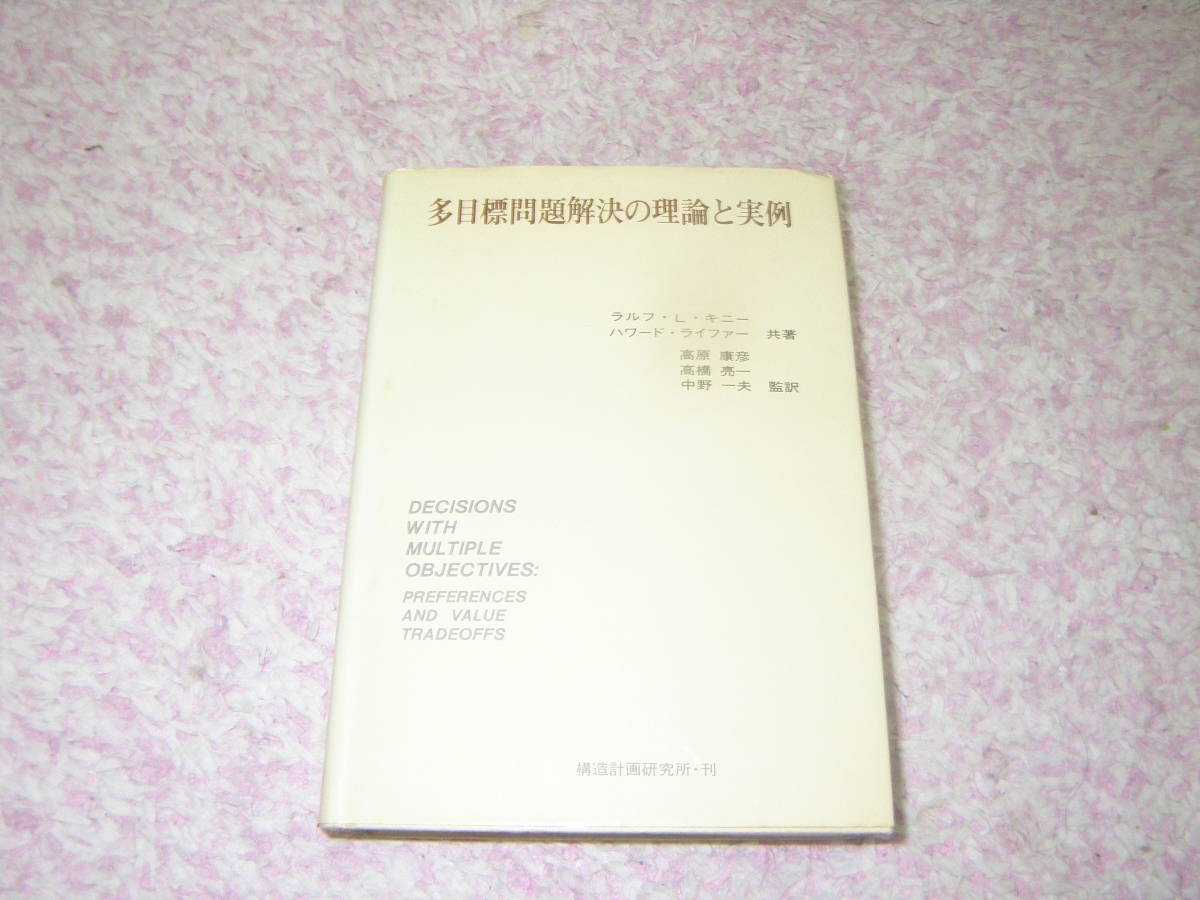 多目標問題解決の理論と実例
ラルフ・L・キニー
ハワード・ライファー 共著
高原 康彦
高橋 亮一
中野 一夫 監訳
DECISIONS
WITH
MULTIPLE
OBJECTIVES:
PREFERENCES
AND VALUE
TRADEOFFS
構造計画研究所・刊